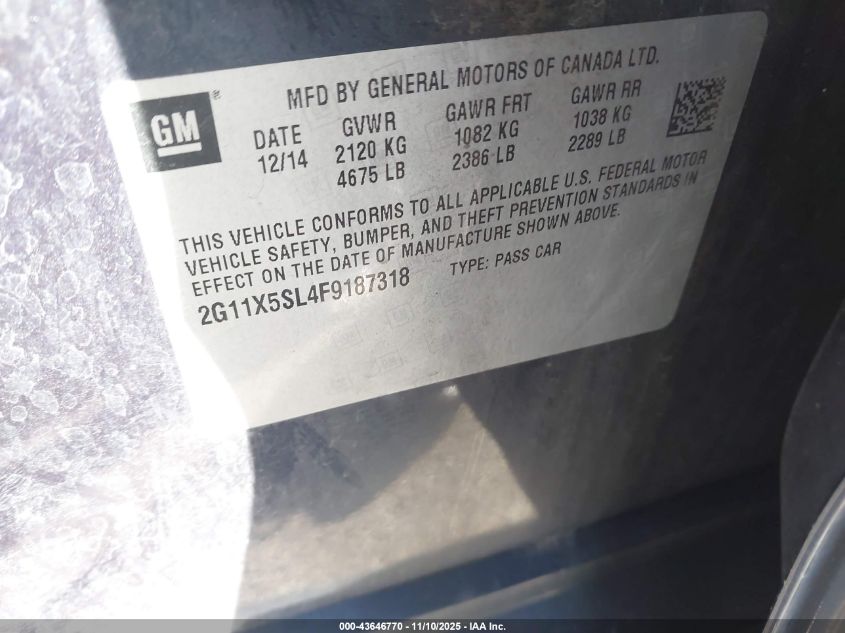 GM®
MFD BY GENERAL MOTORS OF CANADA LTD.
DATE GVWR GAWR FRT GAWR RR
12/14 2120 KG 1082 KG 1038 KG
4675 LB 2386 LB 2289 LB
THIS VEHICLE CONFORMS TO ALL APPLICABLE U.S. FEDERAL MOTOR
VEHICLE SAFETY, BUMPER, AND THEFT PREVENTION STANDARDS IN
EFFECT ON THE DATE OF MANUFACTURE SHOWN ABOVE.
2G11X5SL4F9187318 TYPE: PASS CAR
000-43646770 - 11/10/2025 - IAA Inc.